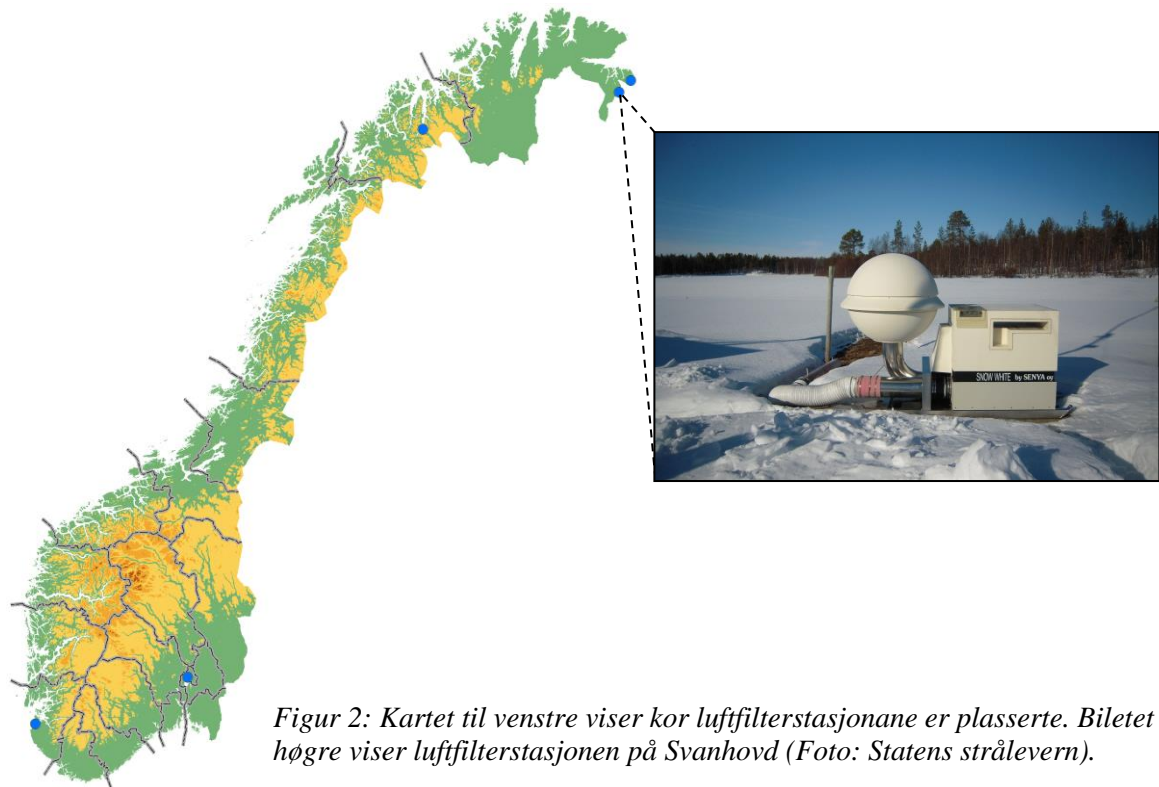 SNOW WHITE by SENYA oy
Figur 2: Kartet til venstre viser kor luftfilterstasjonane er plasserte. Biletet
høgre viser luftfilterstasjonen på Svanhovd (Foto: Statens strålevern).